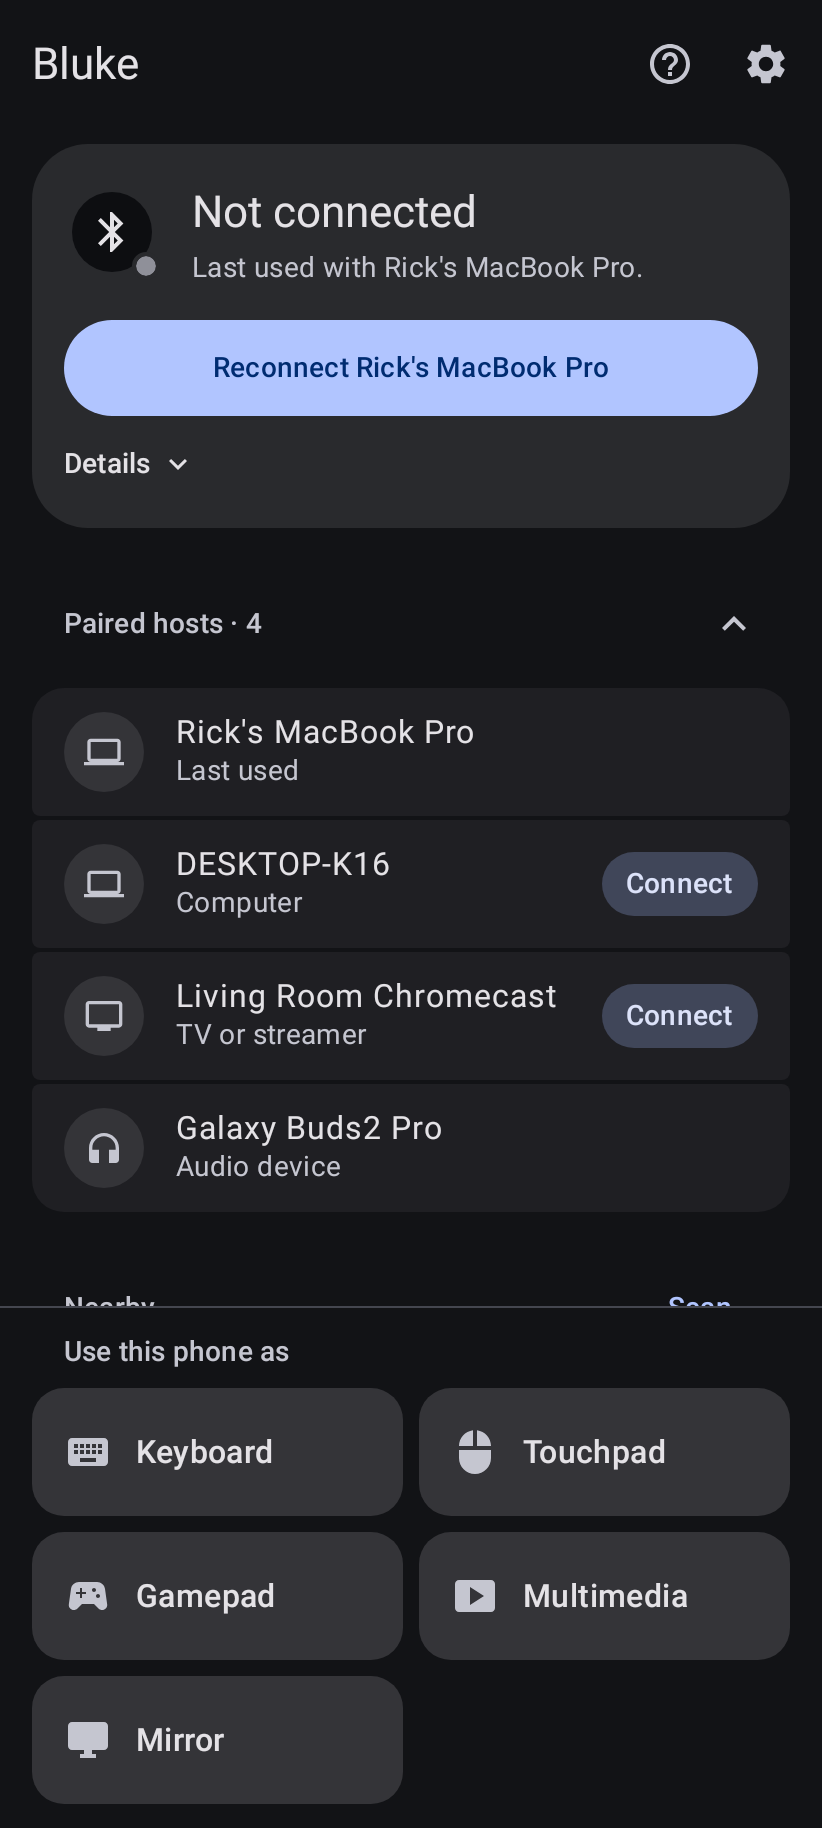 Bluke
Not connected
Last used with Rick's MacBook Pro.
Reconnect Rick's MacBook Pro
Details
Paired hosts · 4
Rick's MacBook Pro
Last used
DESKTOP-K16
Computer
Connect
Living Room Chromecast
TV or streamer
Connect
Galaxy Buds2 Pro
Audio device
Nearby
Scan
Use this phone as
Keyboard
Touchpad
Gamepad
Multimedia
Mirror